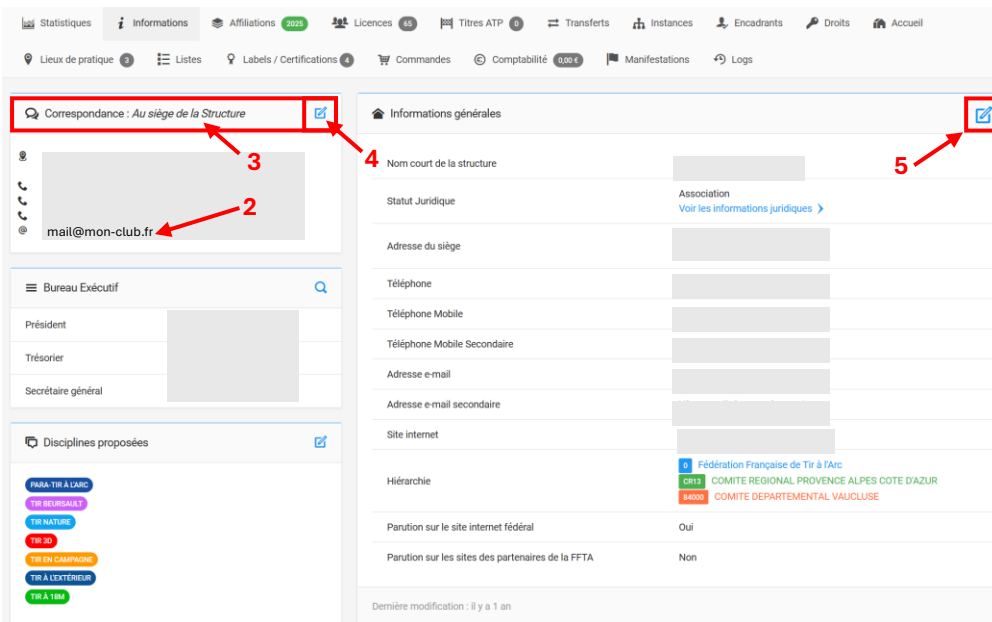 Statistiques
Informations
Affiliations 2025
Licences 65
Titres ATP 0
Transferts
Instances
Encadrants
Droits
Accueil
Lieux de pratique 3
Listes
Labels / Certifications 4
Commandes
Comptabilité 0,00 €
Manifestations
Logs
Correspondance : Au siège de la Structure
3
4
2
@ mail@mon-club.fr
Bureau Exécutif
Président
Trésorier
Secrétaire général
Disciplines proposées
PARA-TIR À L'ARC
TIR BEURSAULT
TIR NATURE
TIR 3D
TIR EN CAMPAGNE
TIR À L'EXTÉRIEUR
TIR À 18M
Informations générales
5
Nom court de la structure
Statut Juridique
Association
Voir les informations juridiques
Adresse du siège
Téléphone
Téléphone Mobile
Téléphone Mobile Secondaire
Adresse e-mail
Adresse e-mail secondaire
Site internet
Hiérarchie
0 Fédération Française de Tir à l'Arc
CR13 COMITE REGIONAL PROVENCE ALPES COTE D'AZUR
84000 COMITE DEPARTEMENTAL VAUCLUSE
Parution sur le site internet fédéral
Oui
Parution sur les sites des partenaires de la FFTA
Non
Dernière modification : il y a 1 an